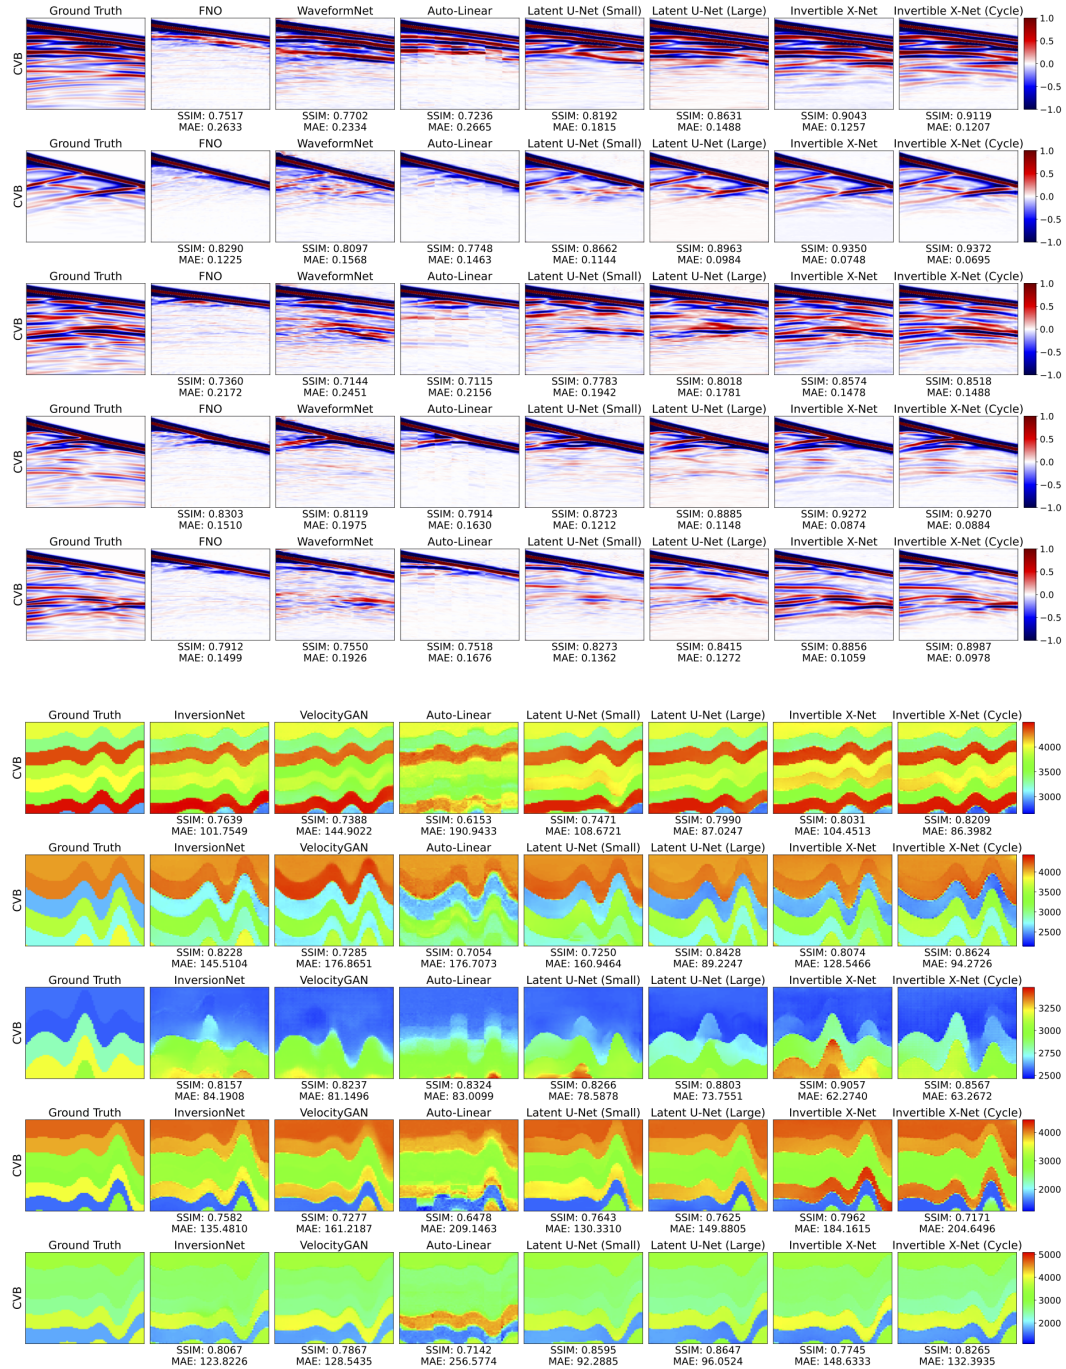 Ground Truth FNO WaveformNet Auto-Linear Latent U-Net (Small) Latent U-Net (Large) Invertible X-Net Invertible X-Net (Cycle)
CVB
1.0
0.5
0.0
−0.5
−1.0
SSIM: 0.7517 SSIM: 0.7702 SSIM: 0.7236 SSIM: 0.8192 SSIM: 0.8631 SSIM: 0.9043 SSIM: 0.9119
MAE: 0.2633 MAE: 0.2334 MAE: 0.2665 MAE: 0.1815 MAE: 0.1488 MAE: 0.1257 MAE: 0.1207
Ground Truth FNO WaveformNet Auto-Linear Latent U-Net (Small) Latent U-Net (Large) Invertible X-Net Invertible X-Net (Cycle)
CVB
1.0
0.5
0.0
−0.5
−1.0
SSIM: 0.8290 SSIM: 0.8097 SSIM: 0.7748 SSIM: 0.8662 SSIM: 0.8963 SSIM: 0.9350 SSIM: 0.9372
MAE: 0.1225 MAE: 0.1568 MAE: 0.1463 MAE: 0.1144 MAE: 0.0984 MAE: 0.0748 MAE: 0.0695
Ground Truth FNO WaveformNet Auto-Linear Latent U-Net (Small) Latent U-Net (Large) Invertible X-Net Invertible X-Net (Cycle)
CVB
1.0
0.5
0.0
−0.5
−1.0
SSIM: 0.7360 SSIM: 0.7144 SSIM: 0.7115 SSIM: 0.7783 SSIM: 0.8018 SSIM: 0.8574 SSIM: 0.8518
MAE: 0.2172 MAE: 0.2451 MAE: 0.2156 MAE: 0.1942 MAE: 0.1781 MAE: 0.1478 MAE: 0.1488
Ground Truth FNO WaveformNet Auto-Linear Latent U-Net (Small) Latent U-Net (Large) Invertible X-Net Invertible X-Net (Cycle)
CVB
1.0
0.5
0.0
−0.5
−1.0
SSIM: 0.8303 SSIM: 0.8119 SSIM: 0.7914 SSIM: 0.8723 SSIM: 0.8885 SSIM: 0.9272 SSIM: 0.9270
MAE: 0.1510 MAE: 0.1975 MAE: 0.1630 MAE: 0.1212 MAE: 0.1148 MAE: 0.0874 MAE: 0.0884
Ground Truth FNO WaveformNet Auto-Linear Latent U-Net (Small) Latent U-Net (Large) Invertible X-Net Invertible X-Net (Cycle)
CVB
1.0
0.5
0.0
−0.5
−1.0
SSIM: 0.7912 SSIM: 0.7550 SSIM: 0.7518 SSIM: 0.8273 SSIM: 0.8415 SSIM: 0.8856 SSIM: 0.8987
MAE: 0.1499 MAE: 0.1926 MAE: 0.1676 MAE: 0.1362 MAE: 0.1272 MAE: 0.1059 MAE: 0.0978
Ground Truth InversionNet VelocityGAN Auto-Linear Latent U-Net (Small) Latent U-Net (Large) Invertible X-Net Invertible X-Net (Cycle)
CVB
4000
3500
3000
SSIM: 0.7639 SSIM: 0.7388 SSIM: 0.6153 SSIM: 0.7471 SSIM: 0.7990 SSIM: 0.8031 SSIM: 0.8209
MAE: 101.7549 MAE: 144.9022 MAE: 190.9433 MAE: 108.6721 MAE: 87.0247 MAE: 104.4513 MAE: 86.3982
Ground Truth InversionNet VelocityGAN Auto-Linear Latent U-Net (Small) Latent U-Net (Large) Invertible X-Net Invertible X-Net (Cycle)
CVB
4000
3500
3000
2500
SSIM: 0.8228 SSIM: 0.7285 SSIM: 0.7054 SSIM: 0.7250 SSIM: 0.8428 SSIM: 0.8074 SSIM: 0.8624
MAE: 145.5104 MAE: 176.8651 MAE: 176.7073 MAE: 160.9464 MAE: 89.2247 MAE: 128.5466 MAE: 94.2726
Ground Truth InversionNet VelocityGAN Auto-Linear Latent U-Net (Small) Latent U-Net (Large) Invertible X-Net Invertible X-Net (Cycle)
CVB
3250
3000
2750
2500
SSIM: 0.8157 SSIM: 0.8237 SSIM: 0.8324 SSIM: 0.8266 SSIM: 0.8803 SSIM: 0.9057 SSIM: 0.8567
MAE: 84.1908 MAE: 81.1496 MAE: 83.0099 MAE: 78.5878 MAE: 73.7551 MAE: 62.2740 MAE: 63.2672
Ground Truth InversionNet VelocityGAN Auto-Linear Latent U-Net (Small) Latent U-Net (Large) Invertible X-Net Invertible X-Net (Cycle)
CVB
4000
3000
2000
SSIM: 0.7582 SSIM: 0.7277 SSIM: 0.6478 SSIM: 0.7643 SSIM: 0.7625 SSIM: 0.7962 SSIM: 0.7171
MAE: 135.4810 MAE: 161.2187 MAE: 209.1463 MAE: 130.3310 MAE: 149.8805 MAE: 184.1615 MAE: 204.6496
Ground Truth InversionNet VelocityGAN Auto-Linear Latent U-Net (Small) Latent U-Net (Large) Invertible X-Net Invertible X-Net (Cycle)
CVB
5000
4000
3000
2000
SSIM: 0.8067 SSIM: 0.7867 SSIM: 0.7142 SSIM: 0.8595 SSIM: 0.8647 SSIM: 0.7745 SSIM: 0.8265
MAE: 123.8226 MAE: 128.5435 MAE: 256.5774 MAE: 92.2885 MAE: 96.0524 MAE: 148.6333 MAE: 132.3935